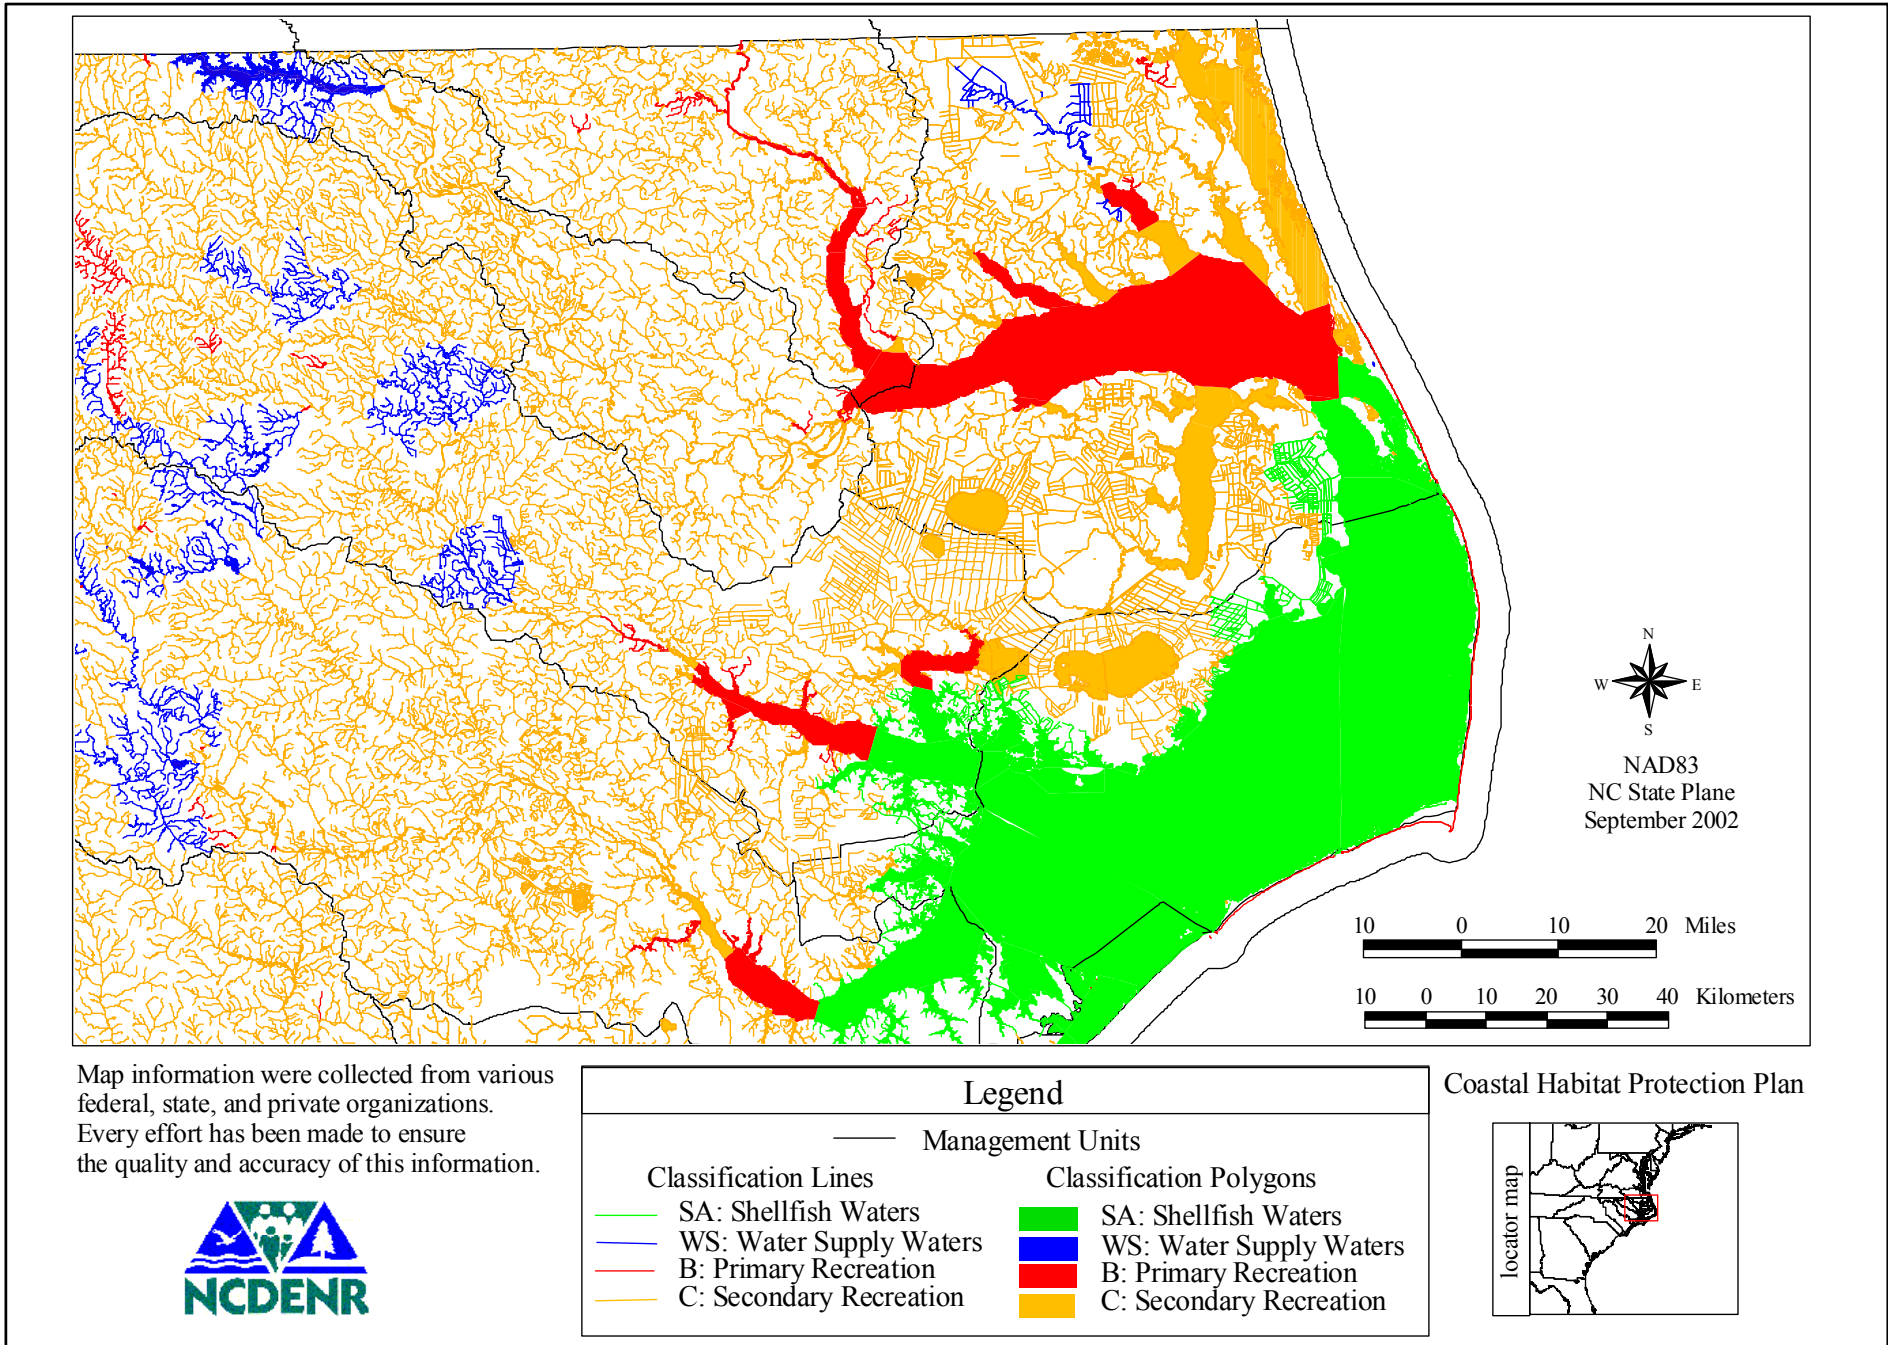 N
W E
S
NAD83
NC State Plane
September 2002
10 0 10 20 Miles
10 0 10 20 30 40 Kilometers
Map information were collected from various
federal, state, and private organizations.
Every effort has been made to ensure
the quality and accuracy of this information.
NCDENR
Legend
Management Units
Classification Lines
SA: Shellfish Waters
WS: Water Supply Waters
B: Primary Recreation
C: Secondary Recreation
Classification Polygons
SA: Shellfish Waters
WS: Water Supply Waters
B: Primary Recreation
C: Secondary Recreation
Coastal Habitat Protection Plan
locator map